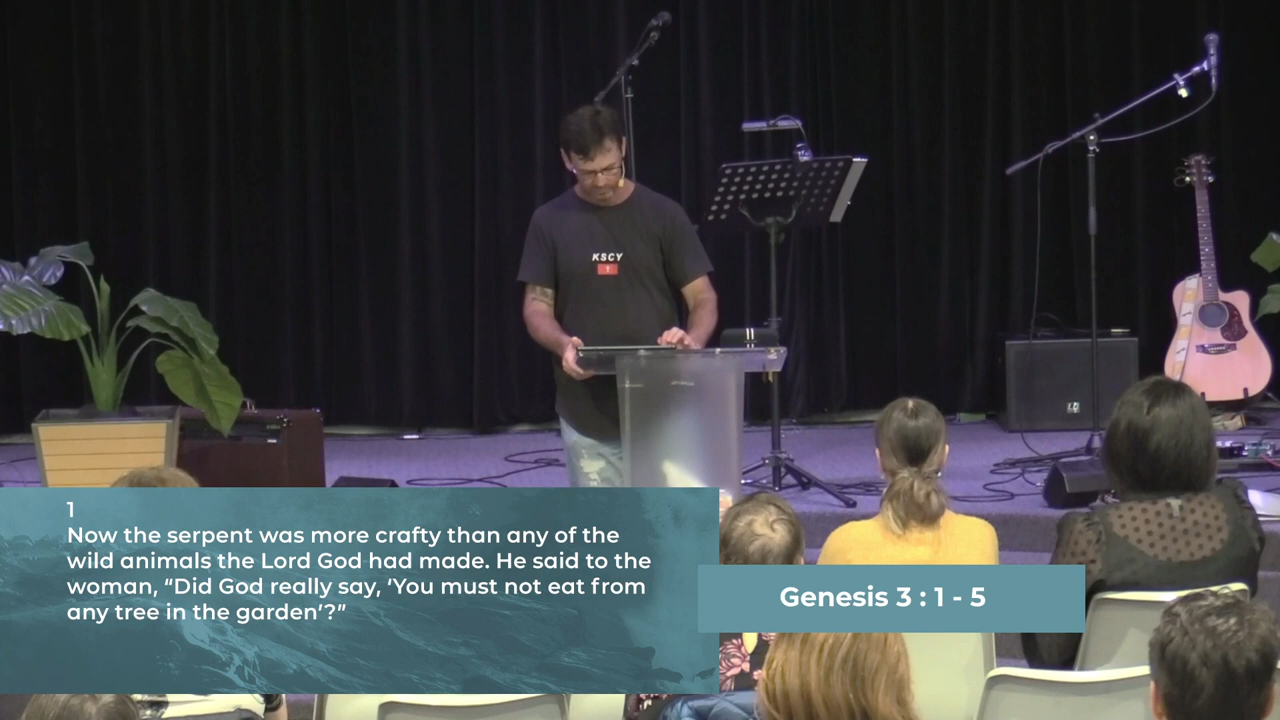 KSCY
1
Now the serpent was more crafty than any of the
wild animals the Lord God had made. He said to the
woman, “Did God really say, ‘You must not eat from
any tree in the garden’?”
Genesis 3 : 1 - 5